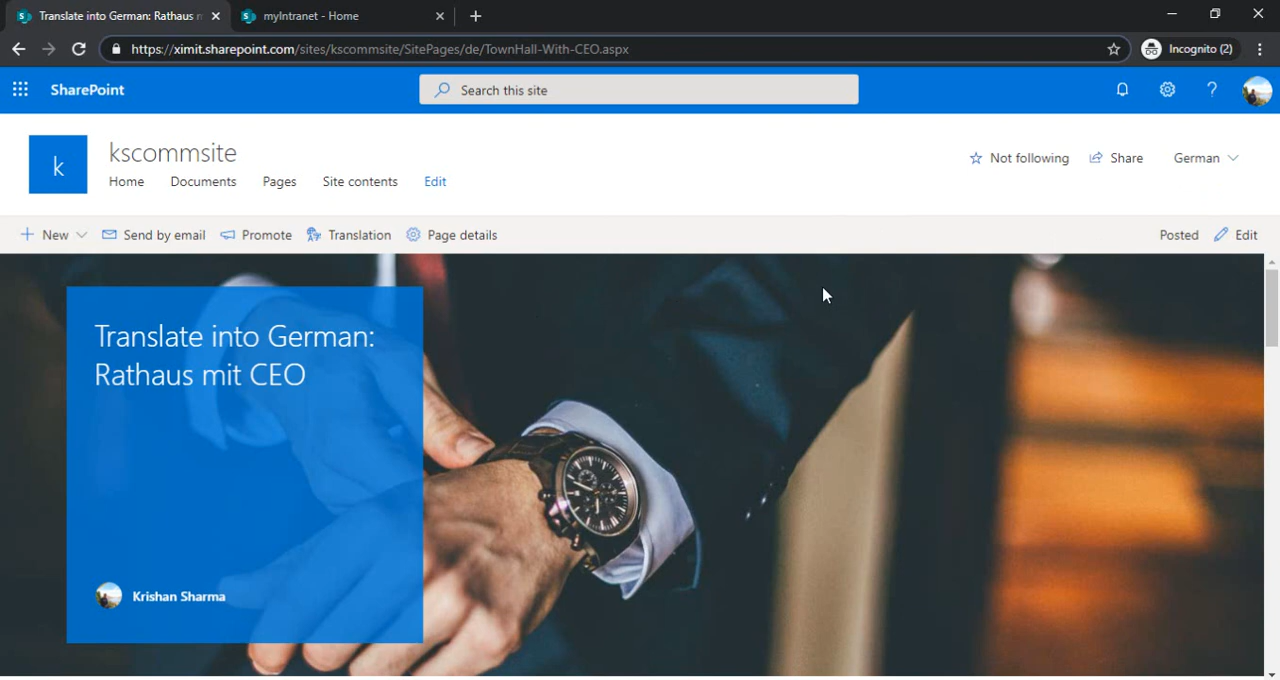 Translate into German: Rathaus m
myIntranet - Home
https://ximit.sharepoint.com/sites/kscommsite/SitePages/de/TownHall-With-CEO.aspx
Incognito (2)
SharePoint
Search this site
k
kscommsite
Home Documents Pages Site contents Edit
Not following Share German
New Send by email Promote Translation Page details
Posted Edit
Translate into German:
Rathaus mit CEO
Krishan Sharma